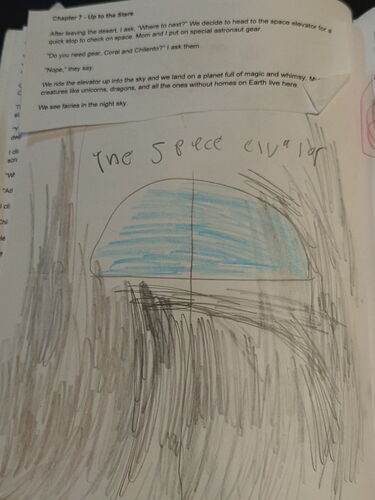 Chapter 7 - Up to the Stars
After leaving the desert, I ask, "Where to next?" We decide to head to the space elevator for a
quick stop to check on space. Mom and I put on special astronaut gear.
"Do you need gear, Coral and Chilento?" I ask them.
"Nope," they say.
We ride the elevator up into the sky and we land on a planet full of magic and whimsy.
creatures like unicorns, dragons, and all the ones without homes on Earth live here.
We see fairies in the night sky.
The Spece elvator